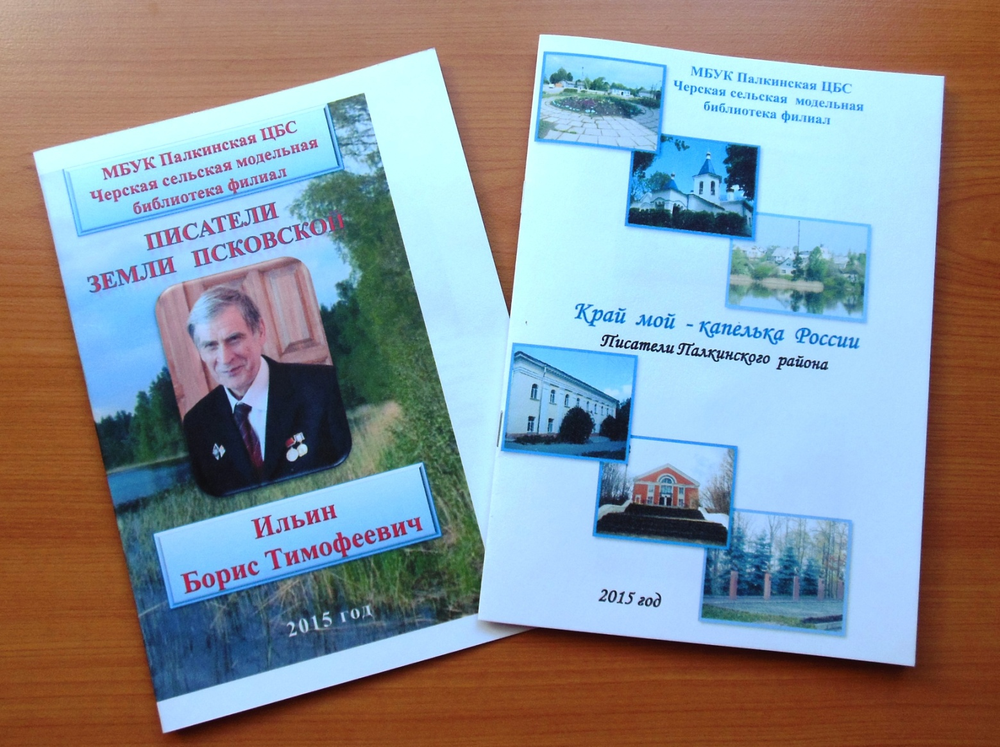 МБУК Палкинская ЦБС
Черская сельская модельная
библиотека филиал
ПИСАТЕЛИ
ЗЕМЛИ ПСКОВСКОЙ
Ильин
Борис Тимофеевич
2015 год
МБУК Палкинская ЦБС
Черская сельская модельная
библиотека филиал
Край мой - капелька России
Писатели Палкинского района
2015 год